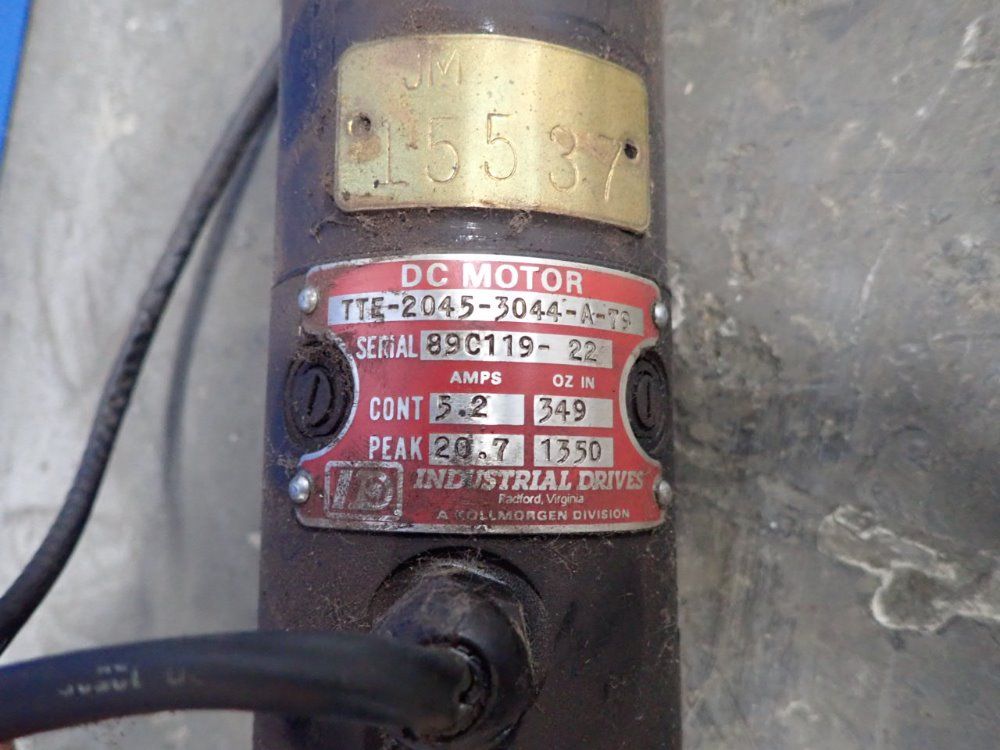 JM
15537
DC MOTOR
TTE-2045-3044-A-79
SERIAL 89C119- 22
AMPS OZ IN
CONT 5.2 349
PEAK 20.7 1350
ID INDUSTRIAL DRIVES
Radford, Virginia
A KOLLMORGEN DIVISION